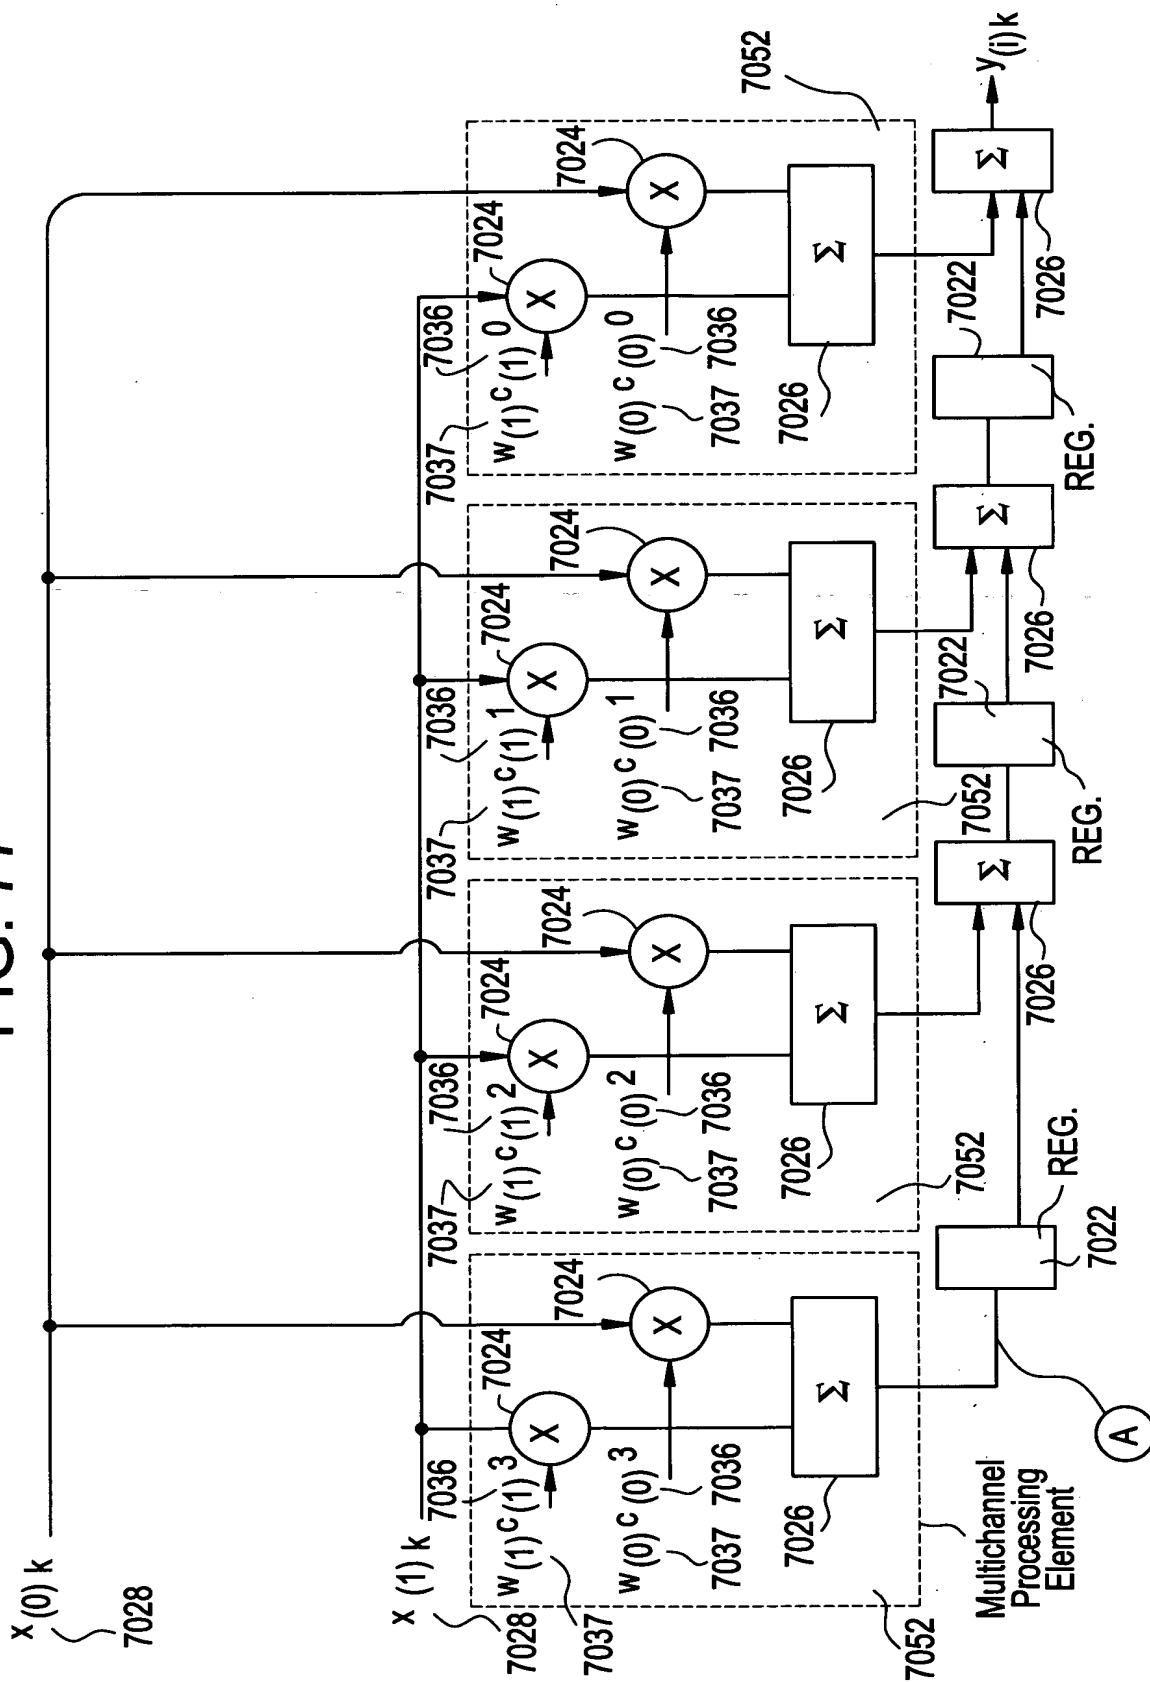 x(0)k
7028
x(1)k
7028
7036
w(1)c(1)3
7037
7024
7024
w(0)c(0)3
7037 7036
X
X
Σ
7026
7052
Multichannel
Processing
Element
A
REG.
7022
7037
7036
w(1)c(1)2
7024
7024
w(0)c(0)2
7037 7036
X
X
Σ
7026
7052
Σ
7026
7037
7036
w(1)c(1)1
7024
7024
w(0)c(0)1
7037 7036
X
X
Σ
7026
7052
7022
REG.
Σ
7026
7037
7036
w(1)c(1)0
7024
7024
w(0)c(0)0
7037 7036
X
X
Σ
7026
7052
7022
REG.
Σ
7026
y(i)k